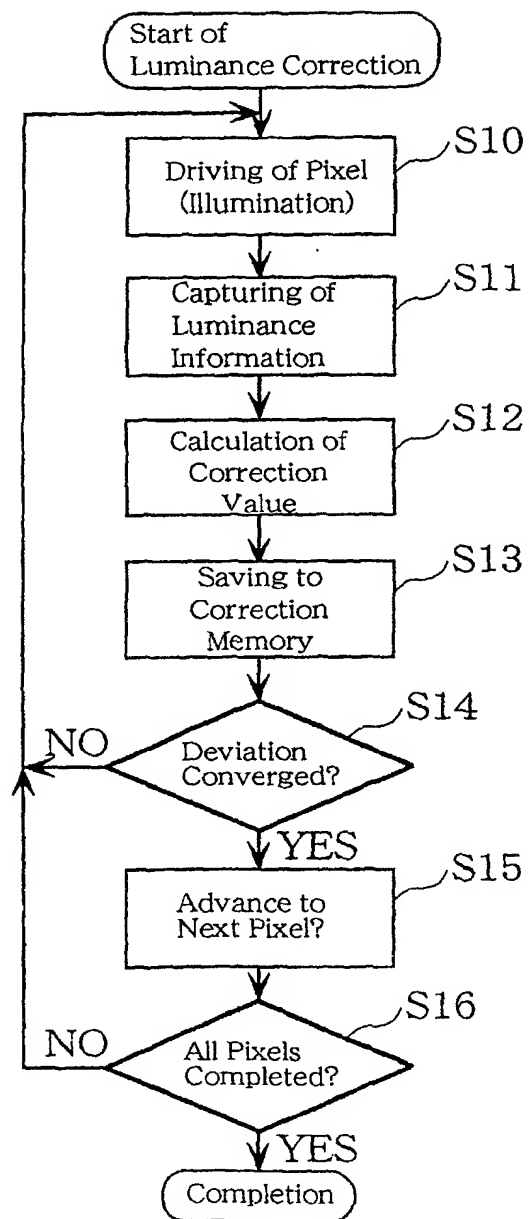 Start of
Luminance Correction
S10
Driving of Pixel
(Illumination)
S11
Capturing of
Luminance
Information
S12
Calculation of
Correction
Value
S13
Saving to
Correction
Memory
S14
NO
Deviation
Converged?
YES
S15
Advance to
Next Pixel?
S16
NO
All Pixels
Completed?
YES
Completion